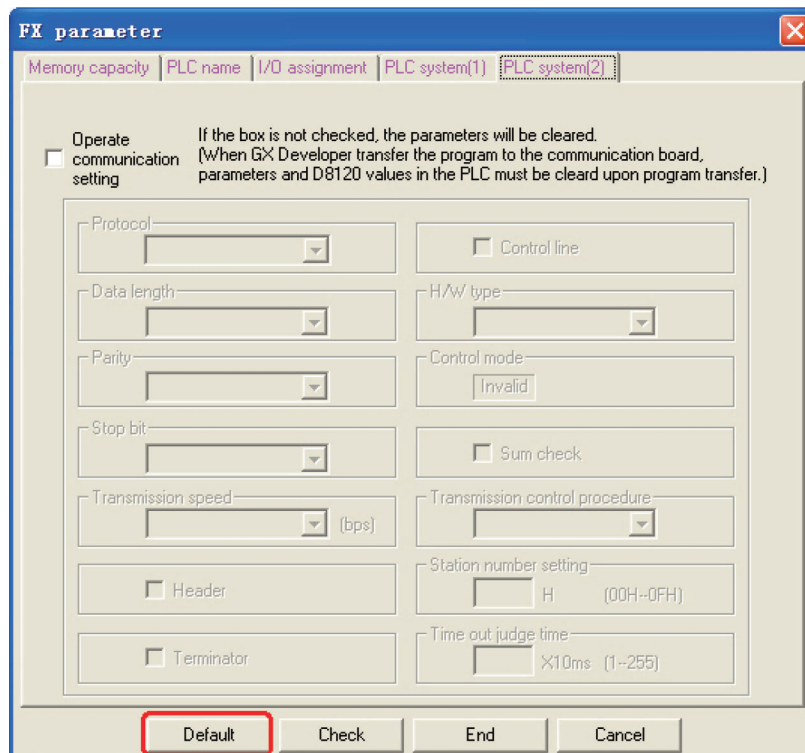 FX parameter
Memory capacity PLC name I/O assignment PLC system(1) PLC system(2)
Operate communication setting
If the box is not checked, the parameters will be cleared.
(When GX Developer transfer the program to the communication board,
parameters and D8120 values in the PLC must be cleard upon program transfer.)
Protocol
Control line
Data length
H/W type
Parity
Control mode
Invalid
Stop bit
Sum check
Transmission speed
(bps)
Transmission control procedure
Header
Station number setting
H (00H--0FH)
Terminator
Time out judge time
X10ms (1--255)
Default Check End Cancel